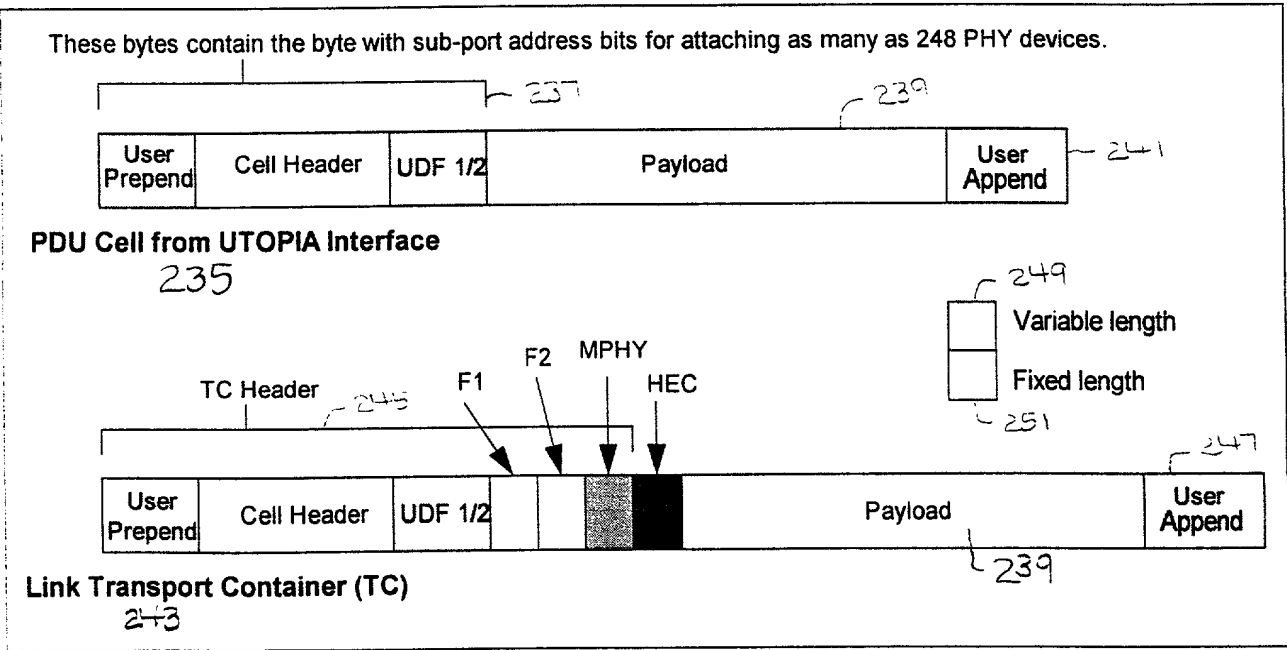 These bytes contain the byte with sub-port address bits for attaching as many as 248 PHY devices.
237
239
User Prepend
Cell Header
UDF 1/2
Payload
User Append
241
PDU Cell from UTOPIA Interface
235
249
Variable length
Fixed length
251
TC Header
245
F1
F2
MPHY
HEC
247
User Prepend
Cell Header
UDF 1/2
Payload
User Append
239
Link Transport Container (TC)
243